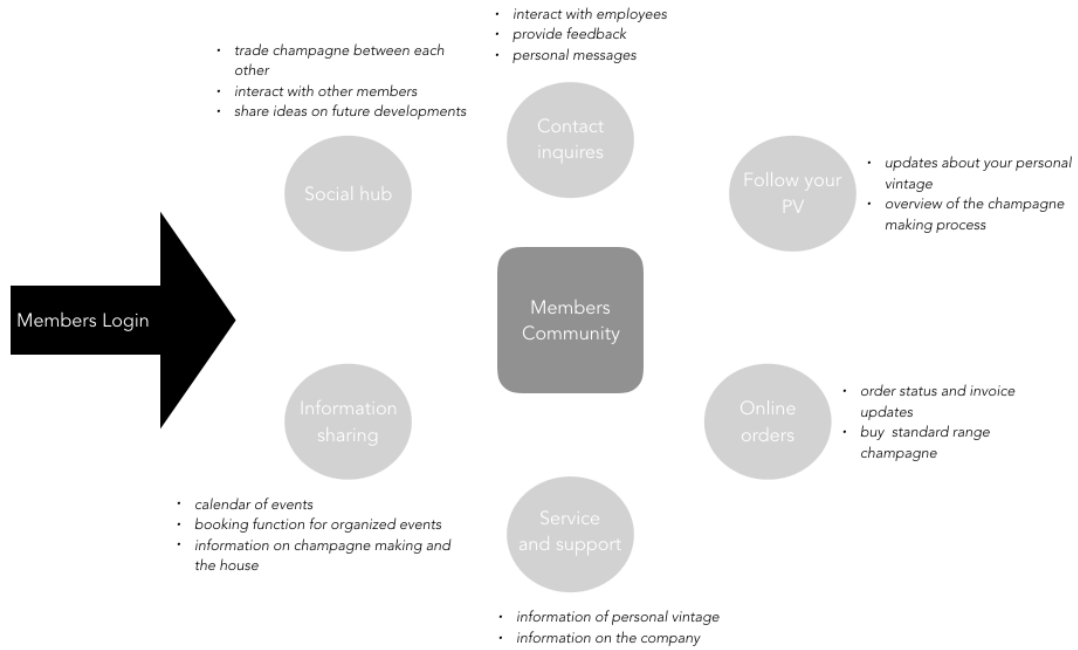 • interact with employees
• provide feedback
• personal messages
• trade champagne between each
other
• interact with other members
• share ideas on future developments
Contact
inquires
Social hub
Follow your
PV
• updates about your personal
vintage
• overview of the champagne
making process
Members Login
Members
Community
Information
sharing
Online
orders
• order status and invoice
updates
• buy standard range
champagne
• calendar of events
• booking function for organized events
• information on champagne making and
the house
Service
and support
• information of personal vintage
• information on the company